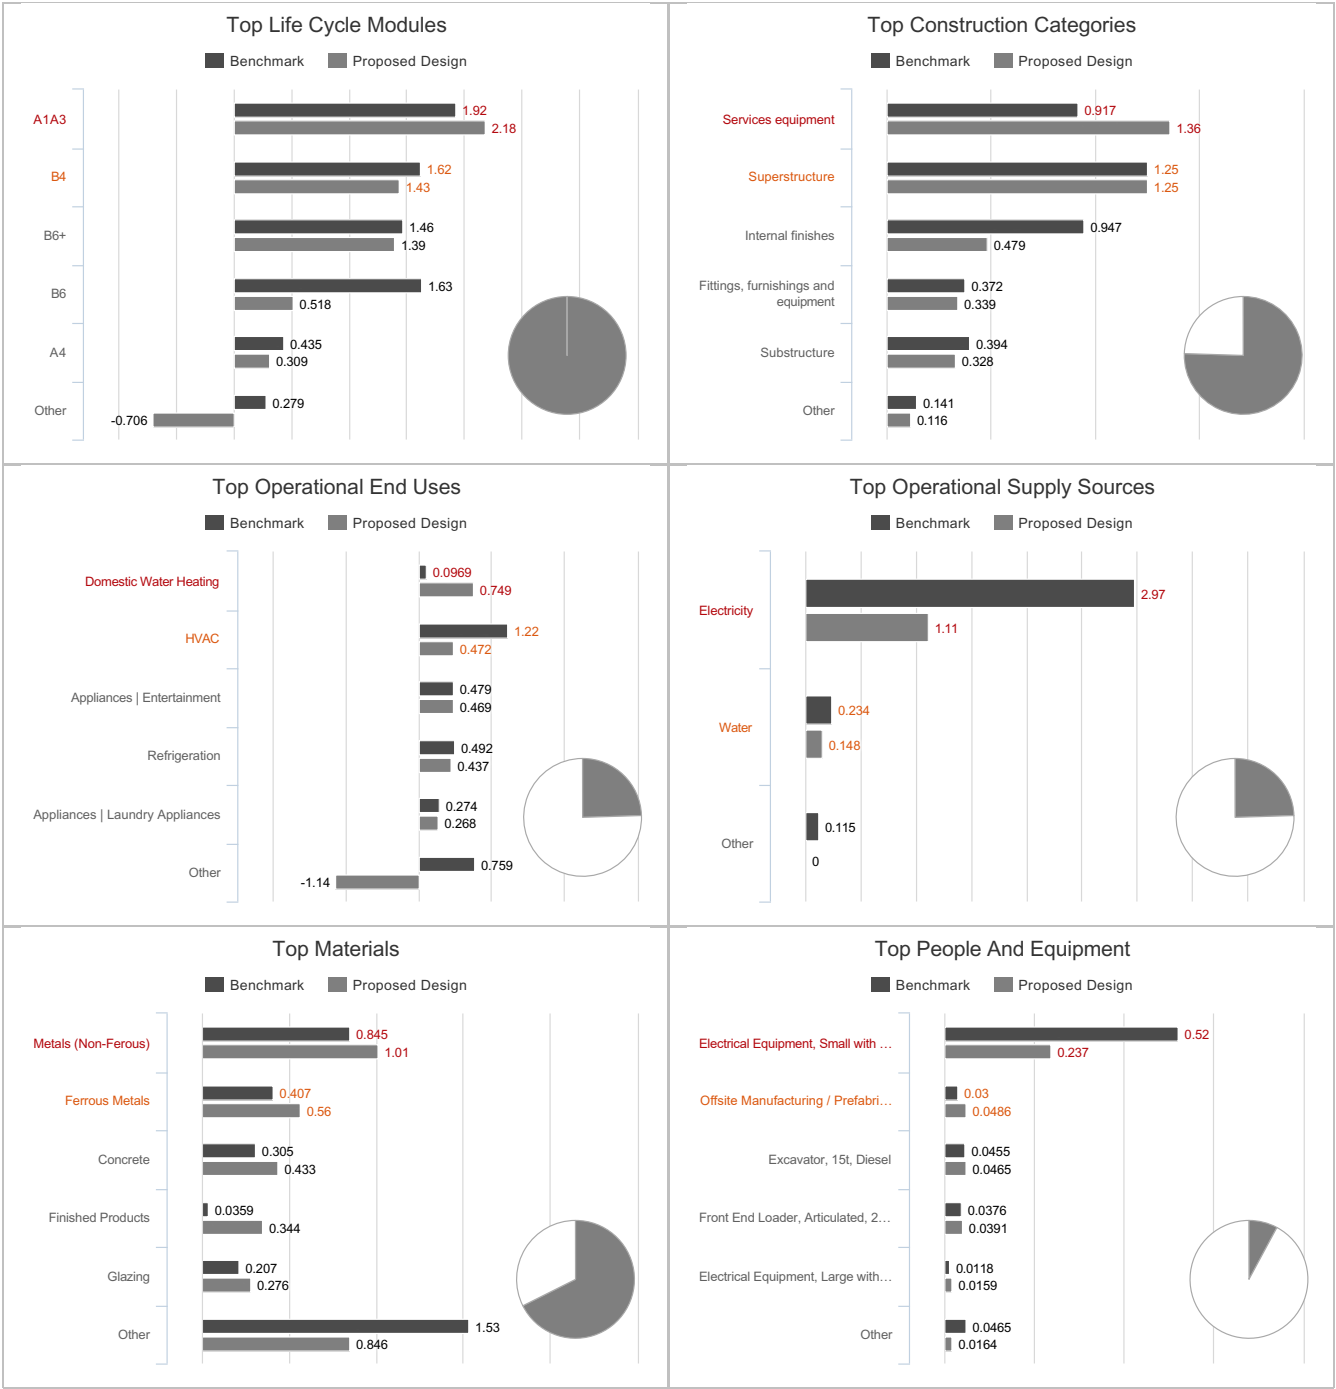 Top Life Cycle Modules
Benchmark
Proposed Design
A1A3
1.92
2.18
B4
1.62
1.43
B6+
1.46
1.39
B6
1.63
0.518
A4
0.435
0.309
Other
0.279
-0.706
Top Construction Categories
Benchmark
Proposed Design
Services equipment
0.917
1.36
Superstructure
1.25
1.25
Internal finishes
0.947
0.479
Fittings, furnishings and
equipment
0.372
0.339
Substructure
0.394
0.328
Other
0.141
0.116
Top Operational End Uses
Benchmark
Proposed Design
Domestic Water Heating
0.0969
0.749
HVAC
1.22
0.472
Appliances | Entertainment
0.479
0.469
Refrigeration
0.492
0.437
Appliances | Laundry Appliances
0.274
0.268
Other
0.759
-1.14
Top Operational Supply Sources
Benchmark
Proposed Design
Electricity
2.97
1.11
Water
0.234
0.148
Other
0.115
0
Top Materials
Benchmark
Proposed Design
Metals (Non-Ferous)
0.845
1.01
Ferrous Metals
0.407
0.56
Concrete
0.305
0.433
Finished Products
0.0359
0.344
Glazing
0.207
0.276
Other
1.53
0.846
Top People And Equipment
Benchmark
Proposed Design
Electrical Equipment, Small with …
0.52
0.237
Offsite Manufacturing / Prefabri…
0.03
0.0486
Excavator, 15t, Diesel
0.0455
0.0465
Front End Loader, Articulated, 2…
0.0376
0.0391
Electrical Equipment, Large with…
0.0118
0.0159
Other
0.0465
0.0164